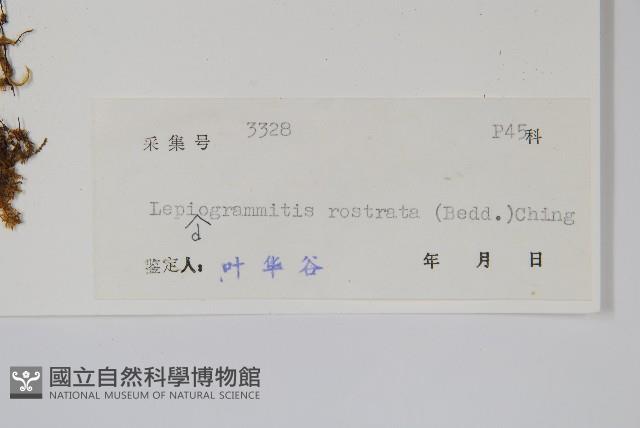 采集号 3328 P45科
Lepiogrammitis rostrata (Bedd.)Ching
d
鉴定人: 叶华谷 年 月 日
國立自然科學博物館
NATIONAL MUSEUM OF NATURAL SCIENCE